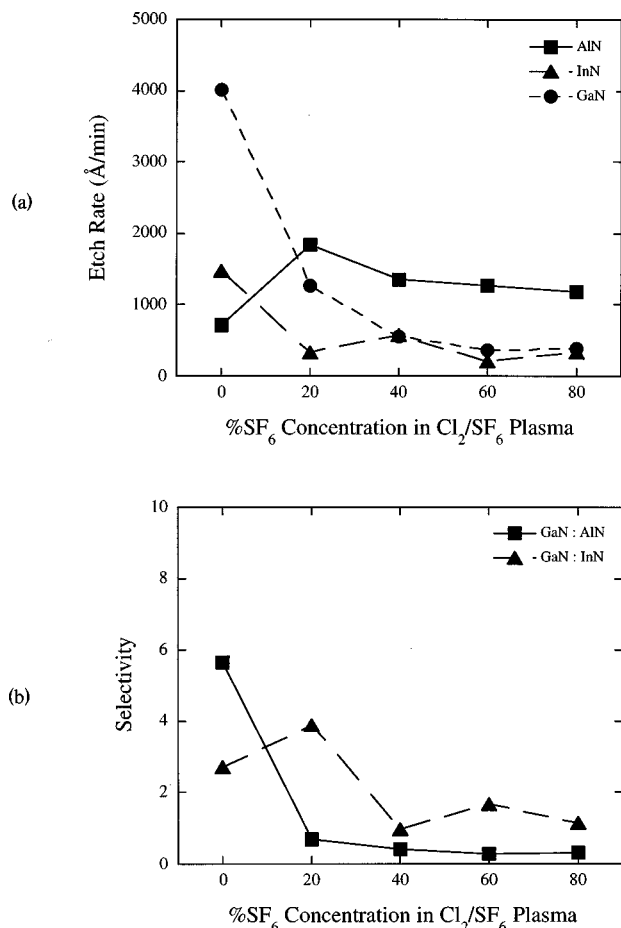 (a)
Etch Rate (Å/min)
5000
4000
3000
2000
1000
0
AlN
- InN
- GaN
0 20 40 60 80
%SF6 Concentration in Cl2/SF6 Plasma
(b)
Selectivity
10
8
6
4
2
0
GaN : AlN
- GaN : InN
0 20 40 60 80
%SF6 Concentration in Cl2/SF6 Plasma